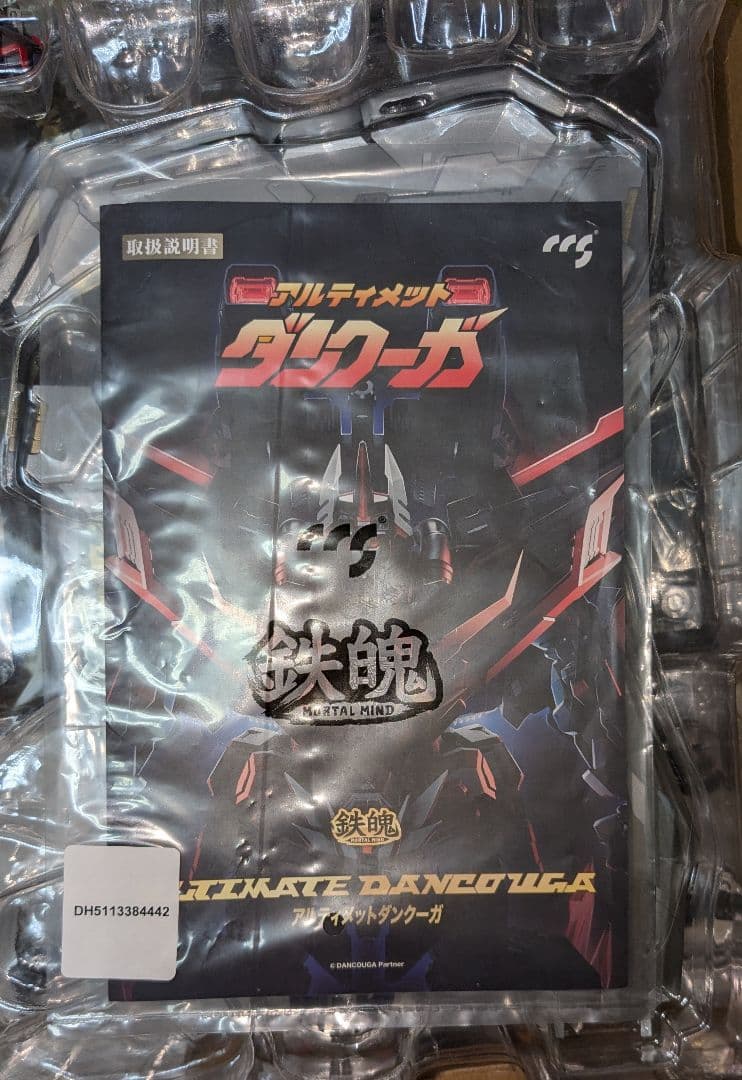 取扱説明書
ccs®
アルティメット
ダンクーガ
ccs®
鉄魄
MORTAL MIND
鉄魄
MORTAL MIND
LTIMATE DANCOUGA
アルティメットダンクーガ
DH5113384442
© DANCOUGA Partner